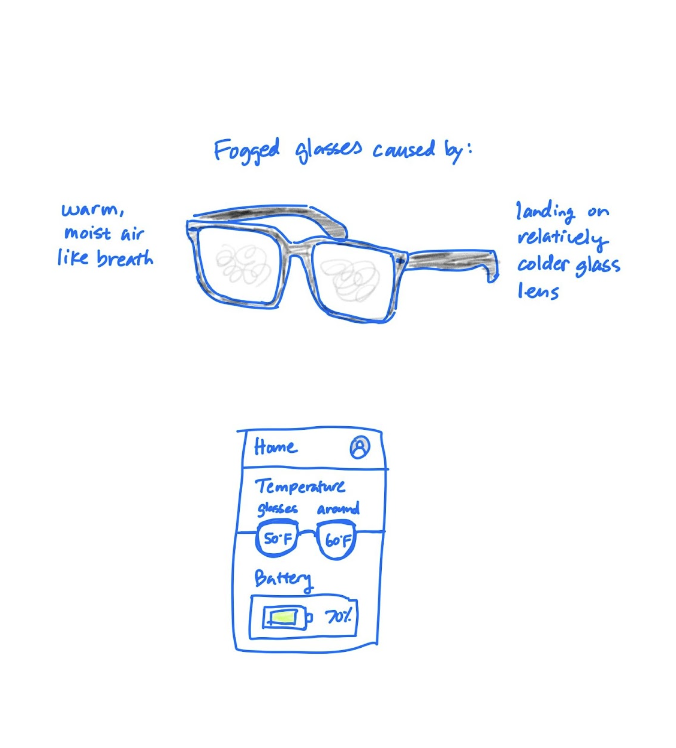 Fogged glasses caused by:
warm,
moist air
like breath
landing on
relatively
colder glass
lens
Home
Temperature
glasses around
50°F 60°F
Battery
70%